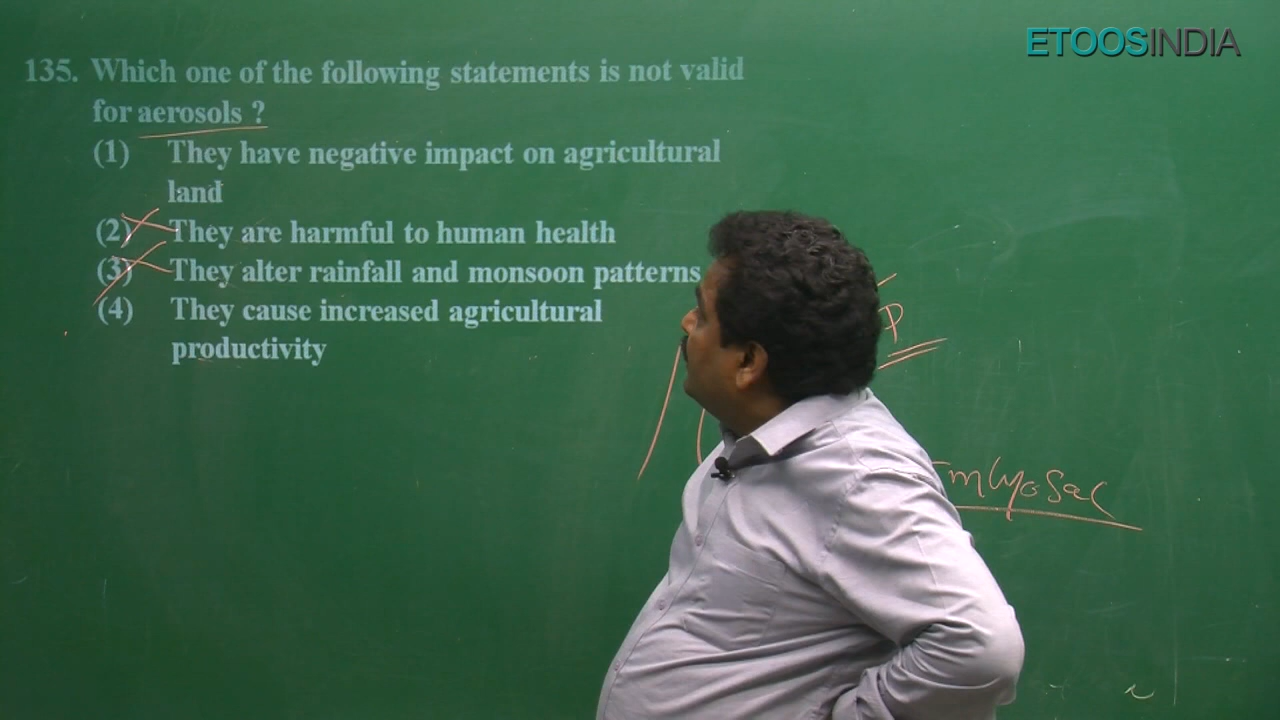 ETOOSINDIA
135. Which one of the following statements is not valid
for aerosols ?
(1) They have negative impact on agricultural
land
(2) They are harmful to human health
(3) They alter rainfall and monsoon patterns
(4) They cause increased agricultural
productivity
P